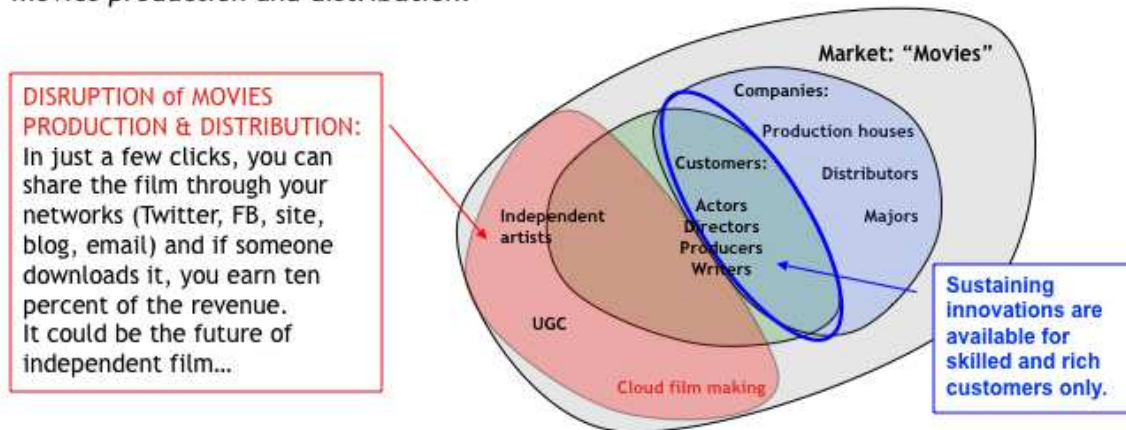 movies production and distribution.
DISRUPTION of MOVIES
PRODUCTION & DISTRIBUTION:
In just a few clicks, you can
share the film through your
networks (Twitter, FB, site,
blog, email) and if someone
downloads it, you earn ten
percent of the revenue.
It could be the future of
independent film...
Market: “Movies”
Companies:
Production houses
Distributors
Majors
Customers:
Actors
Directors
Producers
Writers
Independent
artists
UGC
Cloud film making
Sustaining
innovations are
available for
skilled and rich
customers only.